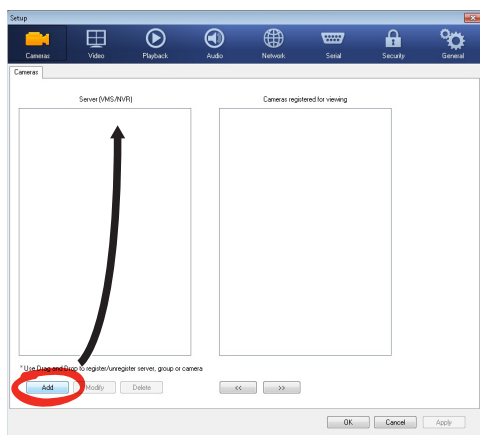 Setup
Cameras Video Playback Audio Network Serial Security General
Cameras
Server (VMS/NVR) Cameras registered for viewing
* Use Drag and Drop to register/unregister server, group or camera
Add Modify Delete << >>
OK Cancel Apply